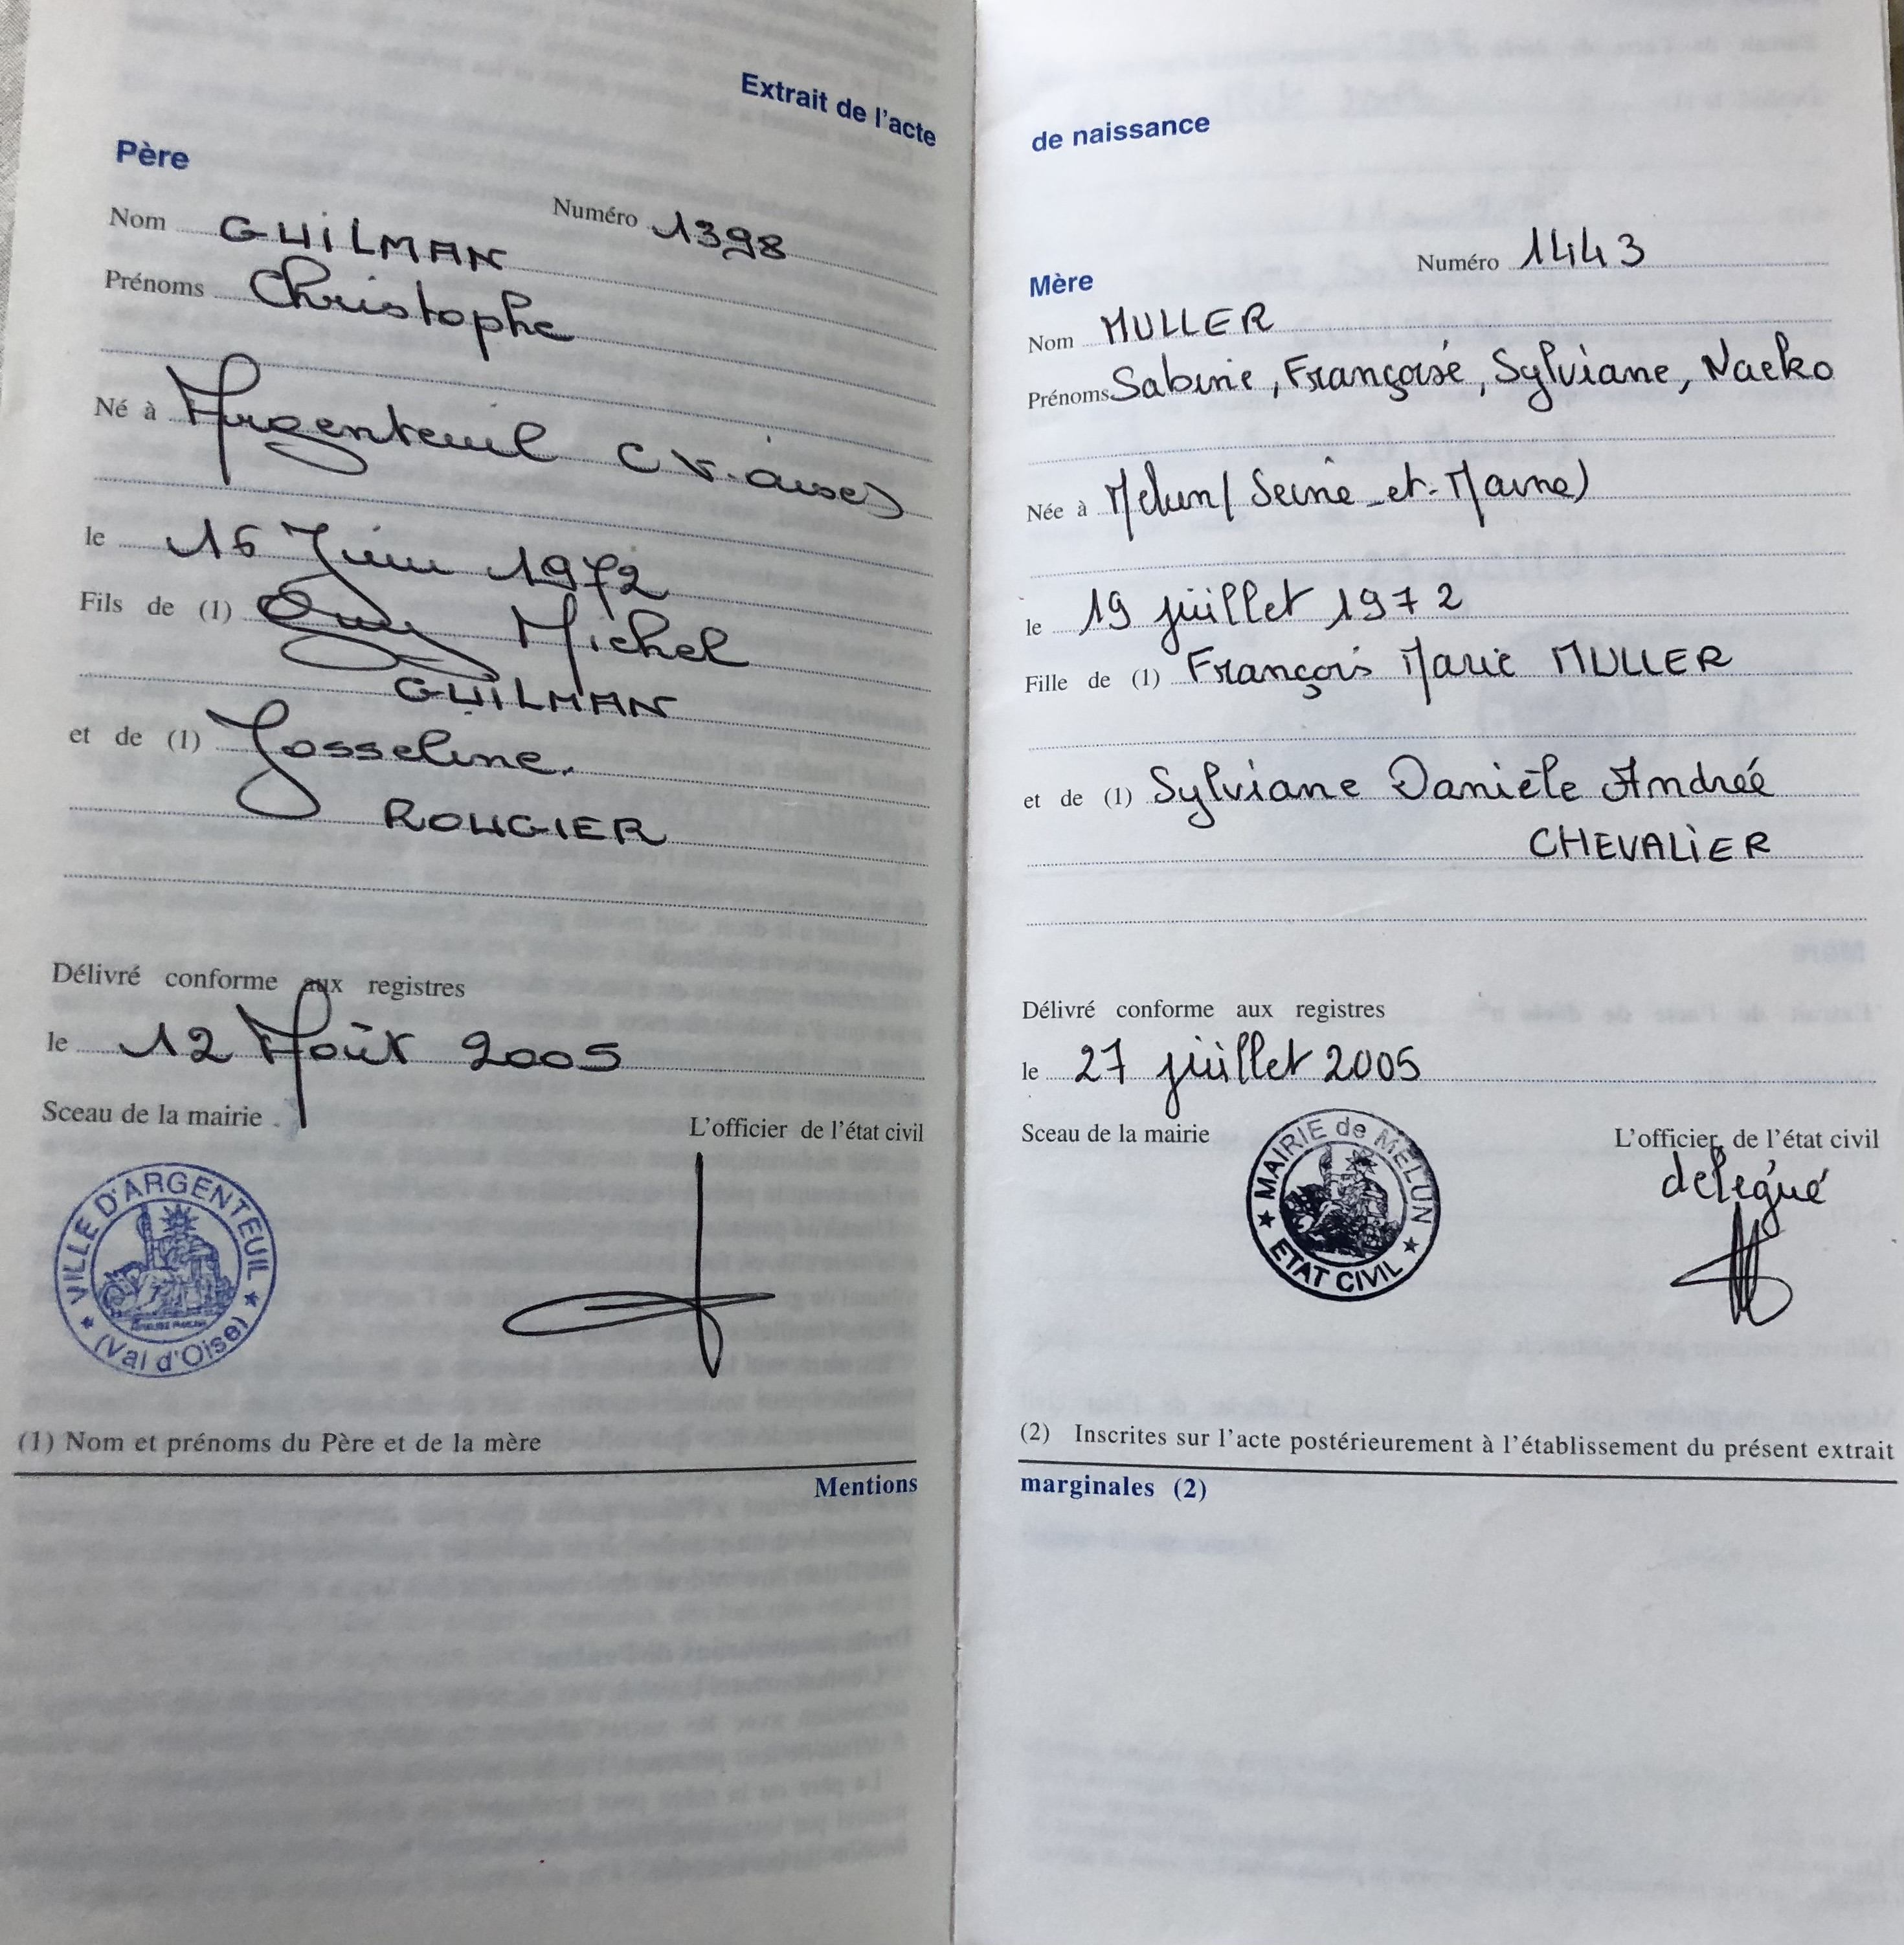 Extrait de l'acte
Père
Numéro 1398
Nom GUiLMAN
Prénoms Christophe
Né à Argenteuil (V.Oise)
le 16 Juin 1972
Fils de (1) Guy Michel
GUiLMAN
et de (1) Josseline.
ROUGIER
Délivré conforme aux registres
le 12 Août 2005
Sceau de la mairie
L'officier de l'état civil
VILLE D'ARGENTEUIL
(Val d'Oise)
(1) Nom et prénoms du Père et de la mère
Mentions
de naissance
Numéro 1443
Mère
Nom MULLER
Prénoms Sabine, Françoise, Sylviane, Naeko
Née à Melun (Seine-et-Marne)
le 19 juillet 1972
Fille de (1) François Marie MULLER
et de (1) Sylviane Danièle Andrée
CHEVALiER
Délivré conforme aux registres
le 27 juillet 2005
Sceau de la mairie
L'officier de l'état civil
délégué
MAIRIE de MELUN
ETAT CIVIL
(2) Inscrites sur l'acte postérieurement à l'établissement du présent extrait
marginales (2)